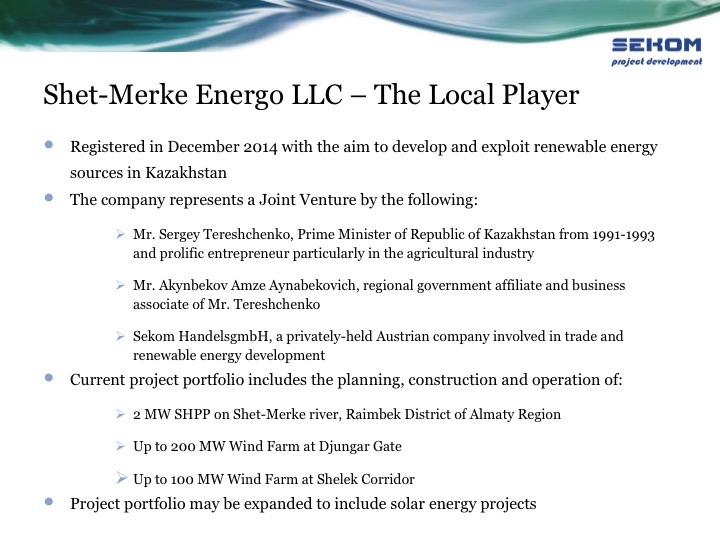 SEKOM
project development
Shet-Merke Energo LLC – The Local Player
Registered in December 2014 with the aim to develop and exploit renewable energy
sources in Kazakhstan
The company represents a Joint Venture by the following:
Mr. Sergey Tereshchenko, Prime Minister of Republic of Kazakhstan from 1991-1993
and prolific entrepreneur particularly in the agricultural industry
Mr. Akynbekov Amze Aynabekovich, regional government affiliate and business
associate of Mr. Tereshchenko
Sekom HandelsgmbH, a privately-held Austrian company involved in trade and
renewable energy development
Current project portfolio includes the planning, construction and operation of:
2 MW SHPP on Shet-Merke river, Raimbek District of Almaty Region
Up to 200 MW Wind Farm at Djungar Gate
Up to 100 MW Wind Farm at Shelek Corridor
Project portfolio may be expanded to include solar energy projects